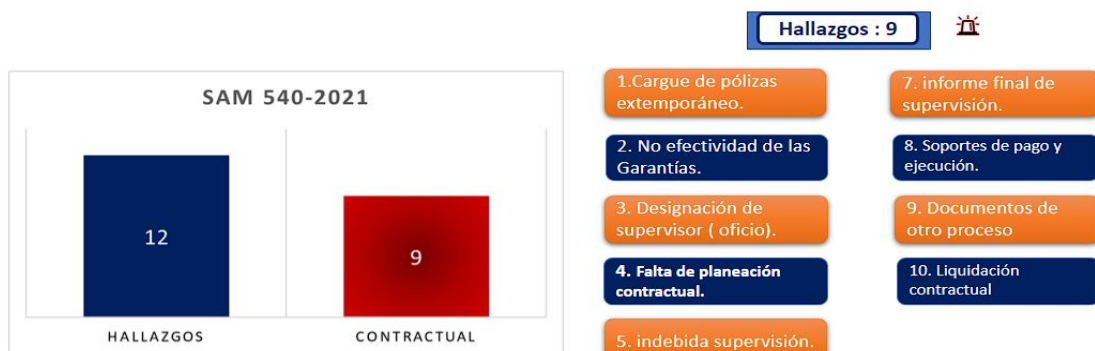 Hallazgos : 9
SAM 540-2021
12
9
HALLAZGOS
CONTRACTUAL
1.Cargue de pólizas
extemporáneo.
2. No efectividad de las
Garantías.
3. Designación de
supervisor ( oficio).
4. Falta de planeación
contractual.
5. indebida supervisión.
7. informe final de
supervisión.
8. Soportes de pago y
ejecución.
9. Documentos de
otro proceso
10. Liquidación
contractual